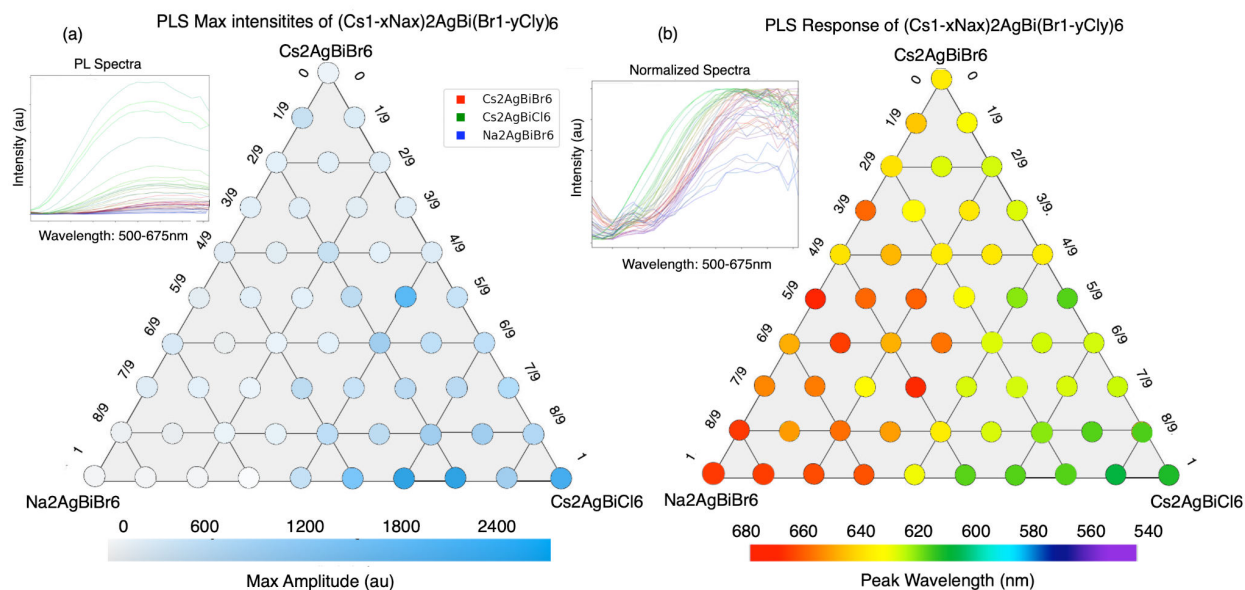 PLS Max intensitites of (Cs1-xNax)2AgBi(Br1-yCly)6
(a)
Cs2AgBiBr6
PL Spectra
Intensity (au)
Wavelength: 500-675nm
Cs2AgBiBr6
Cs2AgBiCl6
Na2AgBiBr6
0
0
1/9
1/9
2/9
2/9
3/9
3/9
4/9
4/9
5/9
5/9
6/9
6/9
7/9
7/9
8/9
8/9
1
1
Na2AgBiBr6
Cs2AgBiCl6
0 600 1200 1800 2400
Max Amplitude (au)
(b)
PLS Response of (Cs1-xNax)2AgBi(Br1-yCly)6
Cs2AgBiBr6
Normalized Spectra
Intensity (au)
Wavelength: 500-675nm
0
0
1/9
1/9
2/9
2/9
3/9
3/9.
4/9
4/9
5/9
5/9
6/9
6/9
7/9
7/9
8/9
8/9
1
1
Na2AgBiBr6
Cs2AgBiCl6
680 660 640 620 600 580 560 540
Peak Wavelength (nm)